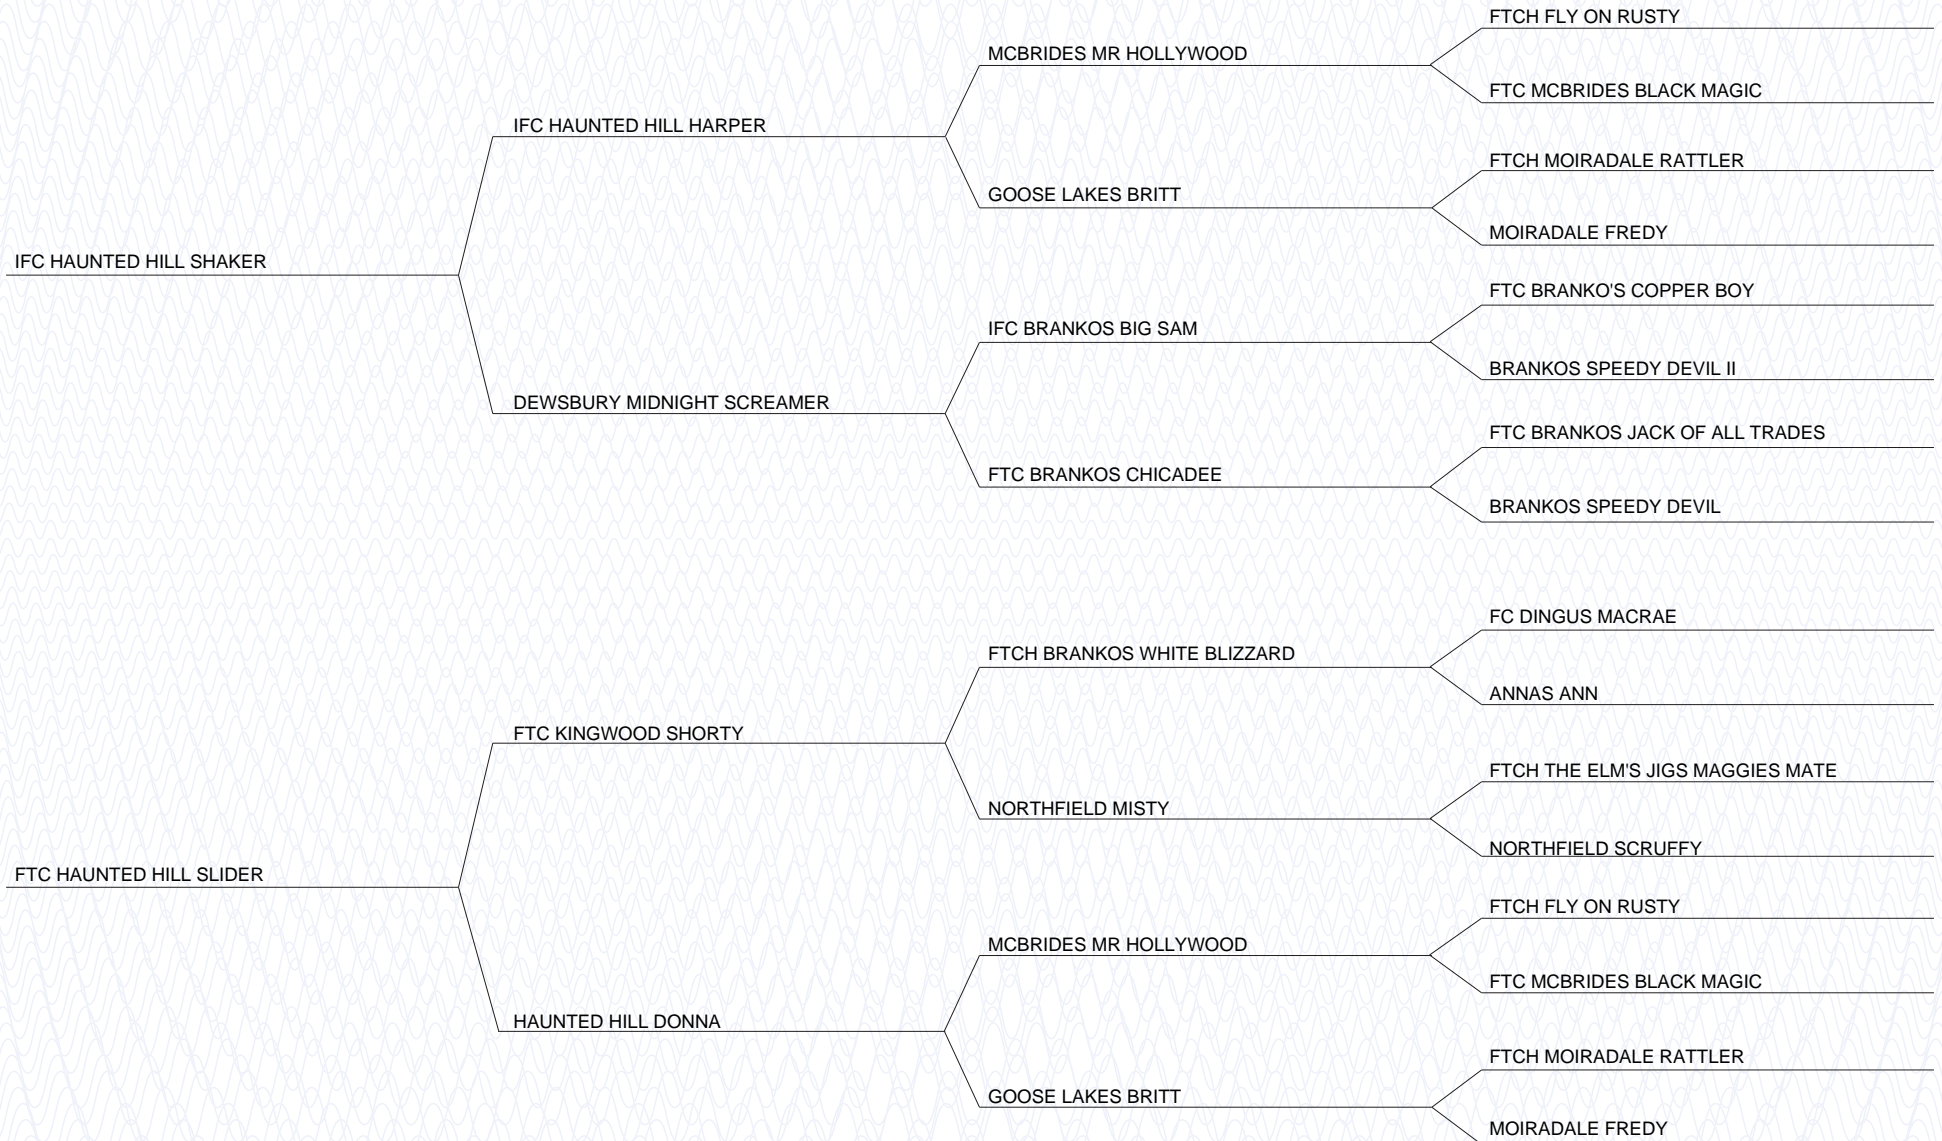 FTCH FLY ON RUSTY
MCBRIDES MR HOLLYWOOD
FTC MCBRIDES BLACK MAGIC
IFC HAUNTED HILL HARPER
FTCH MOIRADALE RATTLER
GOOSE LAKES BRITT
MOIRADALE FREDY
IFC HAUNTED HILL SHAKER
FTC BRANKO'S COPPER BOY
IFC BRANKOS BIG SAM
BRANKOS SPEEDY DEVIL II
DEWSBURY MIDNIGHT SCREAMER
FTC BRANKOS JACK OF ALL TRADES
FTC BRANKOS CHICADEE
BRANKOS SPEEDY DEVIL
FC DINGUS MACRAE
FTCH BRANKOS WHITE BLIZZARD
ANNAS ANN
FTC KINGWOOD SHORTY
FTCH THE ELM'S JIGS MAGGIES MATE
NORTHFIELD MISTY
NORTHFIELD SCRUFFY
FTC HAUNTED HILL SLIDER
FTCH FLY ON RUSTY
MCBRIDES MR HOLLYWOOD
FTC MCBRIDES BLACK MAGIC
HAUNTED HILL DONNA
FTCH MOIRADALE RATTLER
GOOSE LAKES BRITT
MOIRADALE FREDY